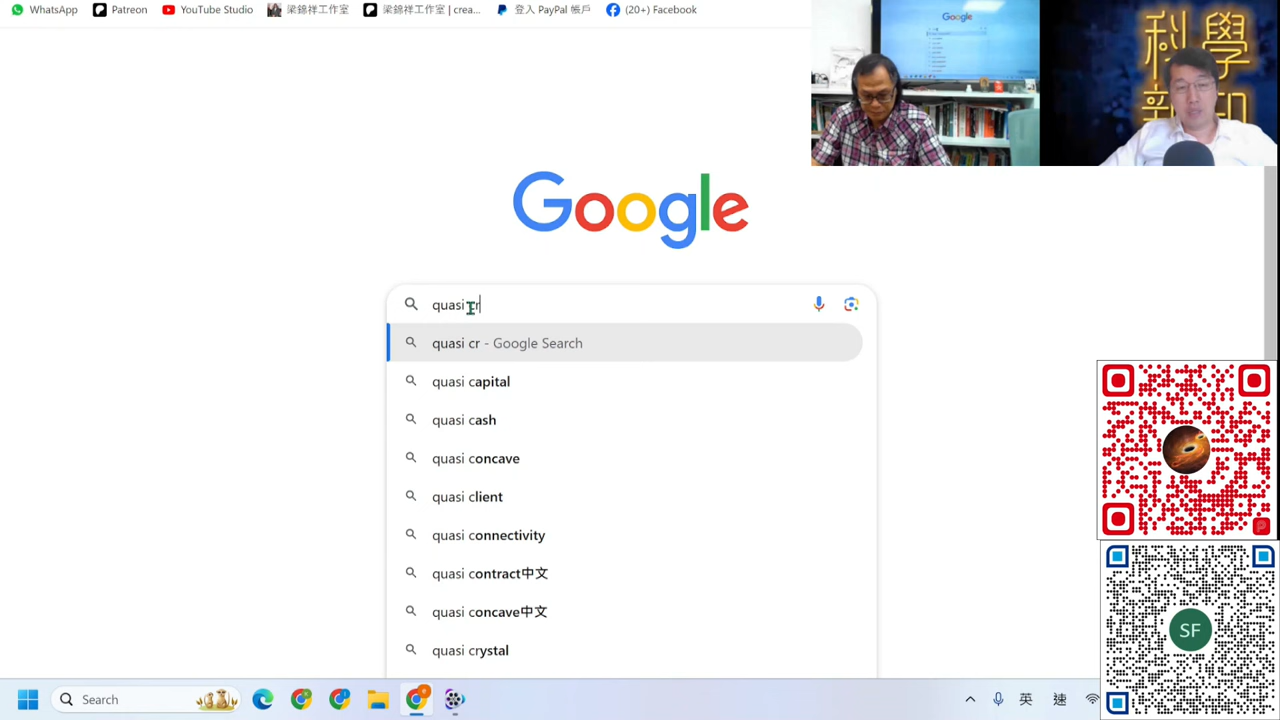 WhatsApp
Patreon
YouTube Studio
梁錦祥工作室
梁錦祥工作室 | crea...
登入 PayPal 帳戶
(20+) Facebook
Google
科學
新知
Google
quasi cr
quasi cr - Google Search
quasi capital
quasi cash
quasi concave
quasi client
quasi connectivity
quasi contract中文
quasi concave中文
quasi crystal
SF
Search
英
速